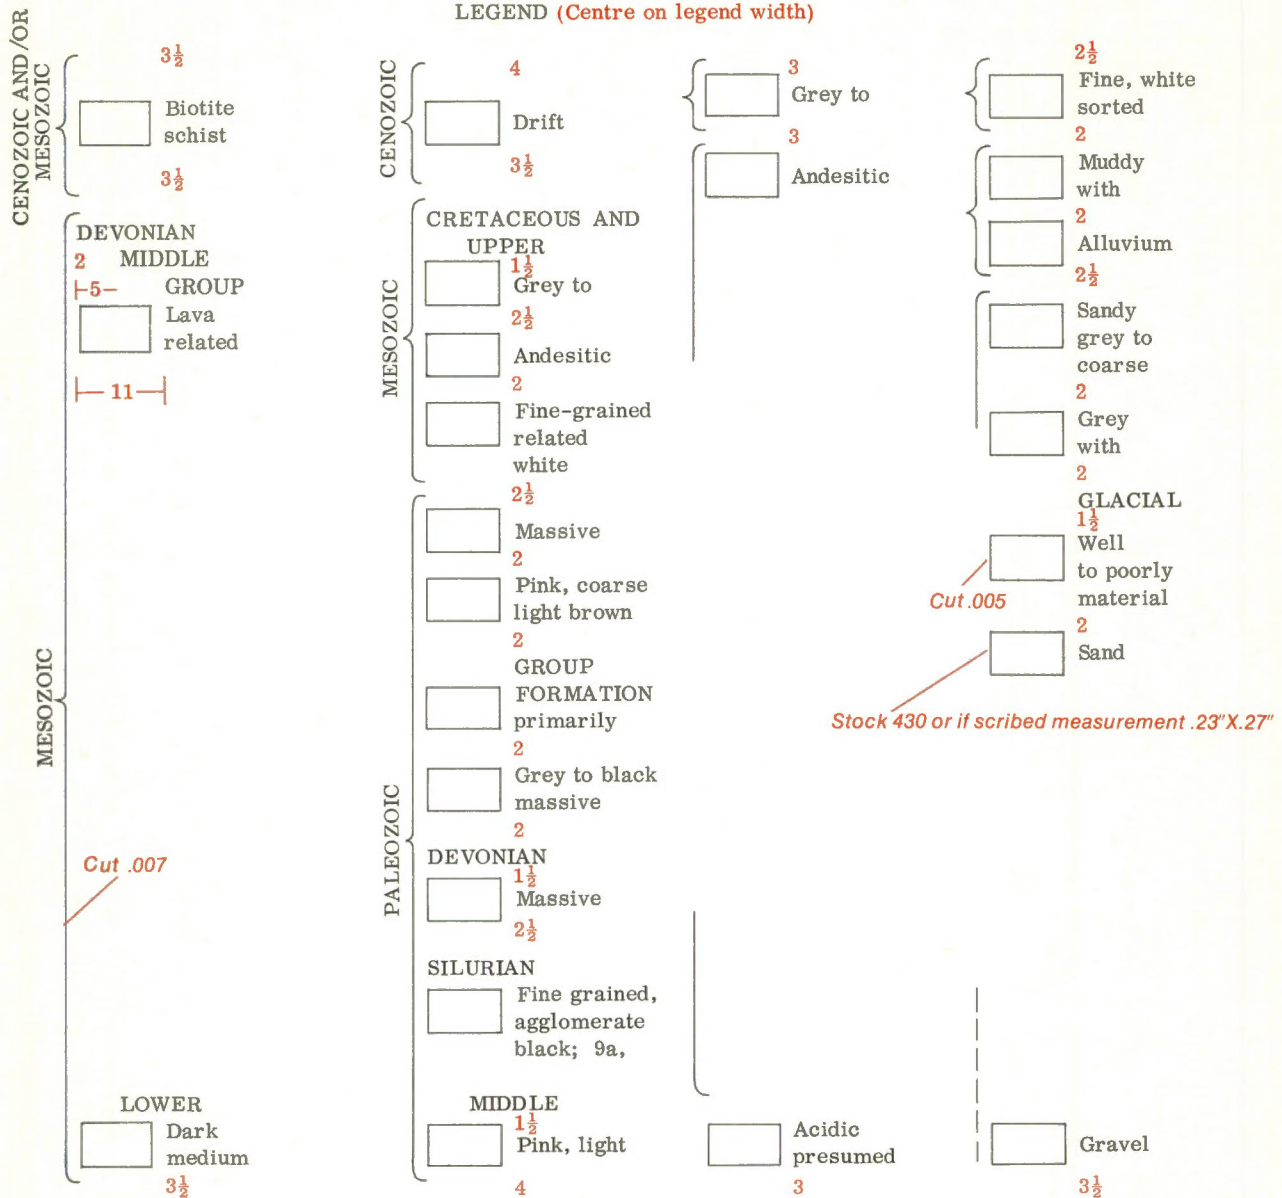 LEGEND (Centre on legend width)
CENOZOIC AND/OR
MESOZOIC
3½
Biotite
schist
3½
MESOZOIC
DEVONIAN
2 MIDDLE
5 GROUP
Lava
related
11
Cut .007
LOWER
Dark
medium
3½
CENOZOIC
4
Drift
3½
MESOZOIC
CRETACEOUS AND
UPPER
1½
Grey to
2½
Andesitic
2
Fine-grained
related
white
PALEOZOIC
2½
Massive
2
Pink, coarse
light brown
2
GROUP
FORMATION
primarily
2
Grey to black
massive
2
DEVONIAN
1½
Massive
2½
SILURIAN
Fine grained,
agglomerate
black; 9a,
MIDDLE
1½
Pink, light
4
3
Grey to
3
Andesitic
Acidic
presumed
3
2½
Fine, white
sorted
2
Muddy
with
2
Alluvium
2½
Sandy
grey to
coarse
2
Grey
with
2
GLACIAL
1½
Well
to poorly
material
Cut .005
2
Sand
Stock 430 or if scribed measurement .23"X.27"
Gravel
3½